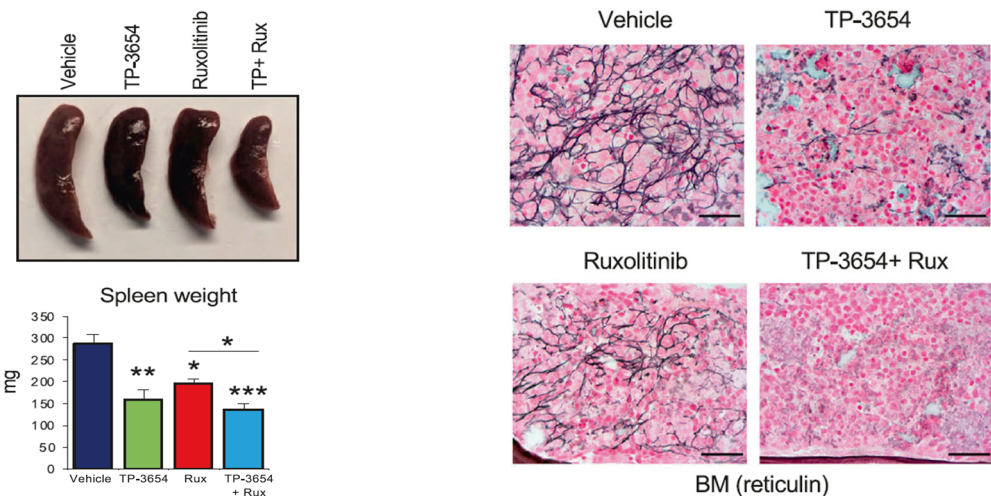 Vehicle
TP-3654
Ruxolitinib
TP+ Rux
Spleen weight
350
300
250
200
150
100
50
0
mg
**
*
*
***
Vehicle
TP-3654
Rux
TP-3654
+ Rux
Vehicle
TP-3654
Ruxolitinib
TP-3654+ Rux
BM (reticulin)